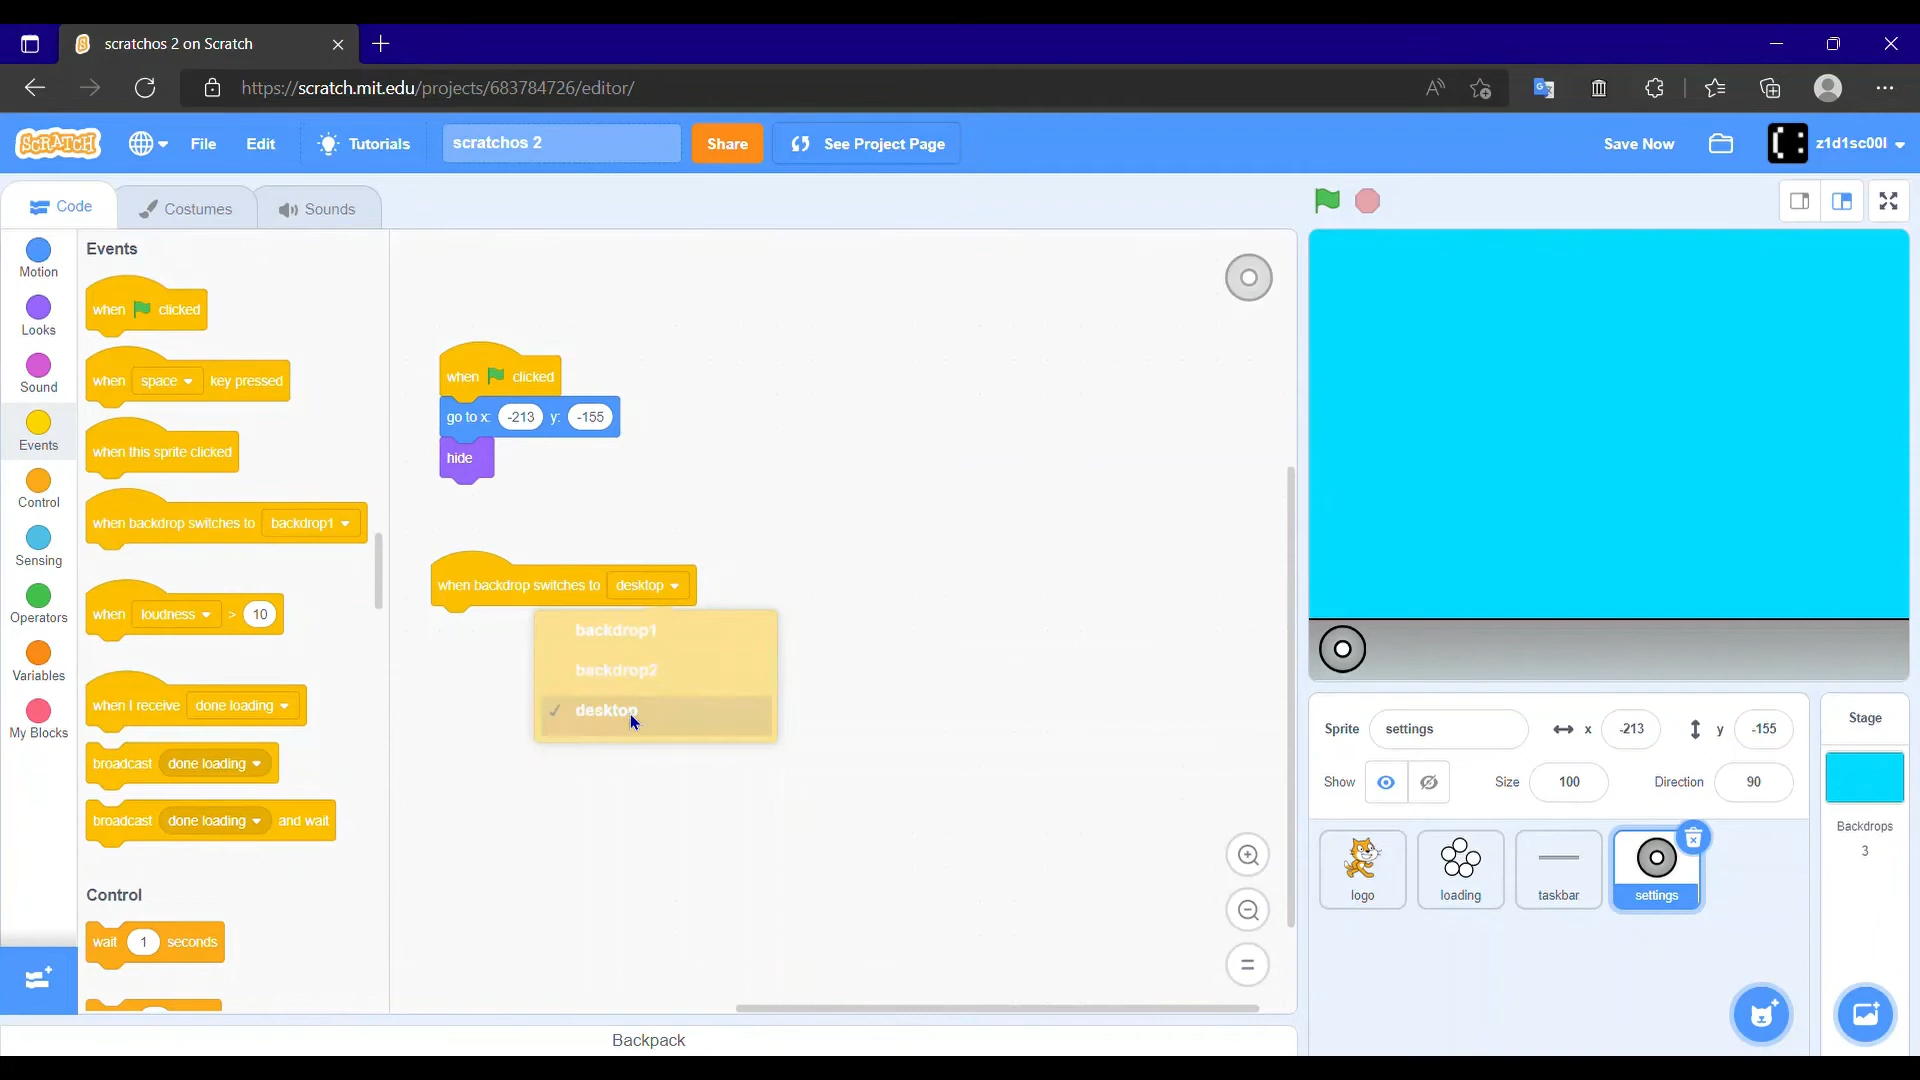 scratchos 2 on Scratch
https://scratch.mit.edu/projects/683784726/editor/
SCRATCH File Edit Tutorials scratchos 2 Share See Project Page Save Now z1d1sc00l
Code Costumes Sounds
Motion
Looks
Sound
Events
Control
Sensing
Operators
Variables
My Blocks
Events
when clicked
when space key pressed
when this sprite clicked
when backdrop switches to backdrop1
when loudness > 10
when I receive done loading
broadcast done loading
broadcast done loading and wait
Control
wait 1 seconds
when clicked
go to x: -213 y: -155
hide
when backdrop switches to desktop
backdrop1
backdrop2
✓ desktop
Backpack
Sprite settings x -213 y -155
Show Size 100 Direction 90
logo loading taskbar settings
Stage
Backdrops
3